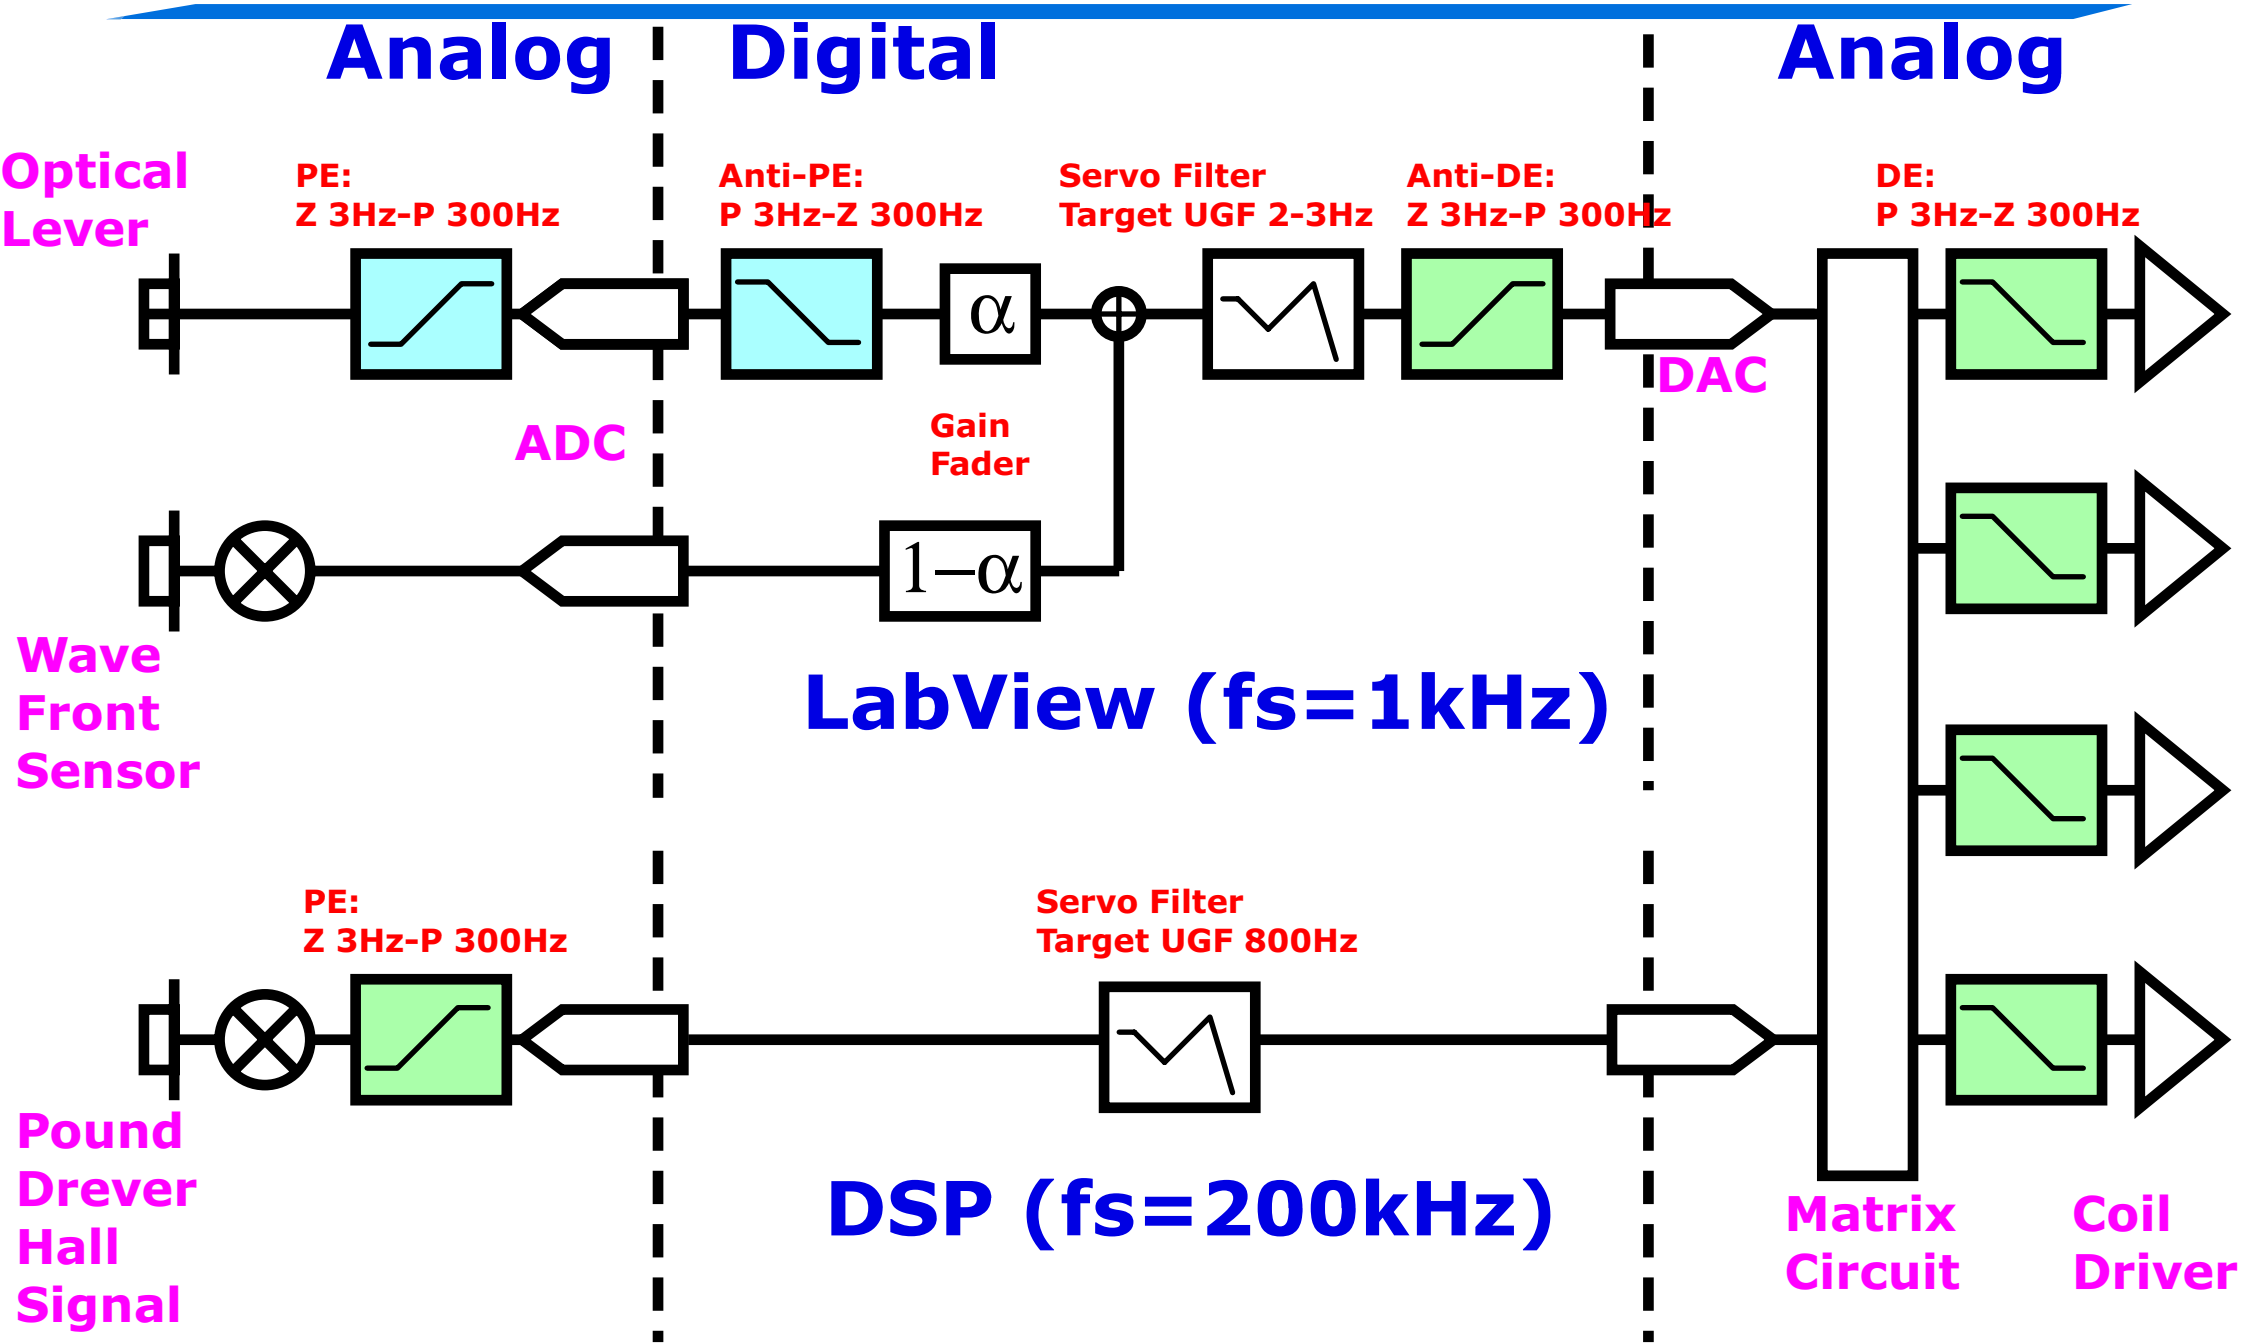 Analog
Digital
Analog
Optical
Lever
PE:
Z 3Hz-P 300Hz
Anti-PE:
P 3Hz-Z 300Hz
Servo Filter
Target UGF 2-3Hz
Anti-DE:
Z 3Hz-P 300Hz
DE:
P 3Hz-Z 300Hz
α
DAC
ADC
Gain
Fader
1−α
Wave
Front
Sensor
LabView (fs=1kHz)
PE:
Z 3Hz-P 300Hz
Servo Filter
Target UGF 800Hz
Pound
Drever
Hall
Signal
DSP (fs=200kHz)
Matrix
Circuit
Coil
Driver